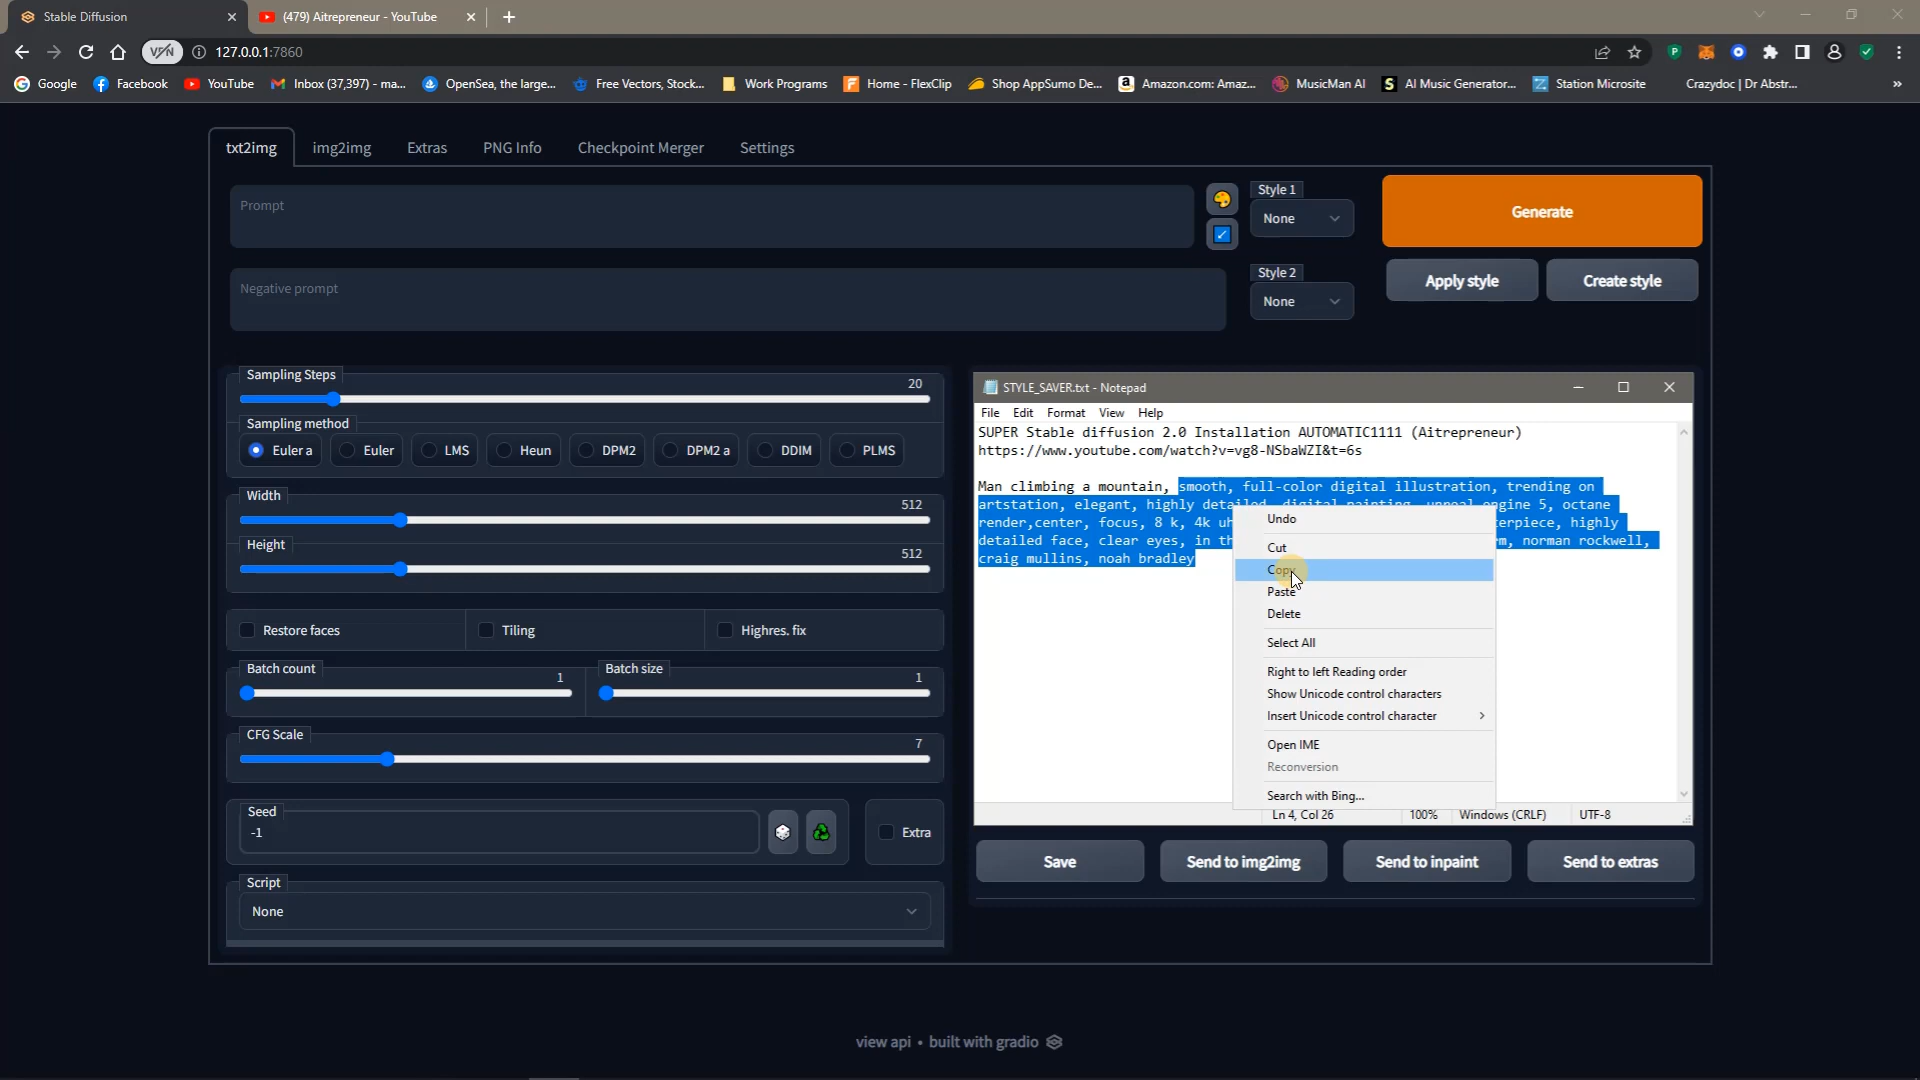 Stable Diffusion
(479) Aitrepreneur - YouTube
VPN
127.0.0.1:7860
Google
Facebook
YouTube
Inbox (37,397) - ma...
OpenSea, the large...
Free Vectors, Stock...
Work Programs
Home - FlexClip
Shop AppSumo De...
Amazon.com: Amaz...
MusicMan AI
AI Music Generator...
Station Microsite
Crazydoc | Dr Abstr...
»
txt2img
img2img
Extras
PNG Info
Checkpoint Merger
Settings
Prompt
Style 1
None
Generate
Negative prompt
Style 2
None
Apply style
Create style
Sampling Steps
20
Sampling method
Euler a
Euler
LMS
Heun
DPM2
DPM2 a
DDIM
PLMS
Width
512
Height
512
Restore faces
Tiling
Highres. fix
Batch count
1
Batch size
1
CFG Scale
7
Seed
-1
Extra
Script
None
STYLE_SAVER.txt - Notepad
File Edit Format View Help
SUPER Stable diffusion 2.0 Installation AUTOMATIC1111 (Aitrepreneur)
https://www.youtube.com/watch?v=vg8-NSbaWZI&t=6s
Man climbing a mountain, smooth, full-color digital illustration, trending on
artstation, elegant, highly detailed, digital painting, unreal engine 5, octane
render,center, focus, 8 k, 4k uh terpiece, highly
detailed face, clear eyes, in th rm, norman rockwell,
craig mullins, noah bradley
Undo
Cut
Copy
Paste
Delete
Select All
Right to left Reading order
Show Unicode control characters
Insert Unicode control character
Open IME
Reconversion
Search with Bing...
Ln 4, Col 26
100%
Windows (CRLF)
UTF-8
Save
Send to img2img
Send to inpaint
Send to extras
view api • built with gradio